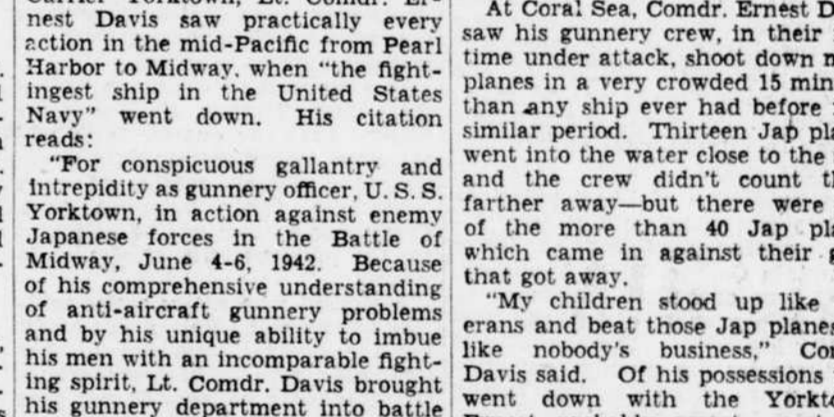 Carrier Yorktown, Lt. Comdr. Er-
nest Davis saw practically every
action in the mid-Pacific from Pearl
Harbor to Midway, when "the fight-
ingest ship in the United States
Navy" went down. His citation
reads:
"For conspicuous gallantry and
intrepidity as gunnery officer, U. S. S.
Yorktown, in action against enemy
Japanese forces in the Battle of
Midway, June 4-6, 1942. Because
of his comprehensive understanding
of anti-aircraft gunnery problems
and by his unique ability to imbue
his men with an incomparable fight-
ing spirit, Lt. Comdr. Davis brought
his gunnery department into battle
At Coral Sea, Comdr. Ernest D
saw his gunnery crew, in their
time under attack, shoot down
planes in a very crowded 15 min
than any ship ever had before
similar period. Thirteen Jap pla
went into the water close to the
and the crew didn't count th
farther away—but there were
of the more than 40 Jap pla
which came in against their
that got away.
"My children stood up like
erans and beat those Jap planes
like nobody's business," Co
Davis said. Of his possessions
went down with the Yorkto